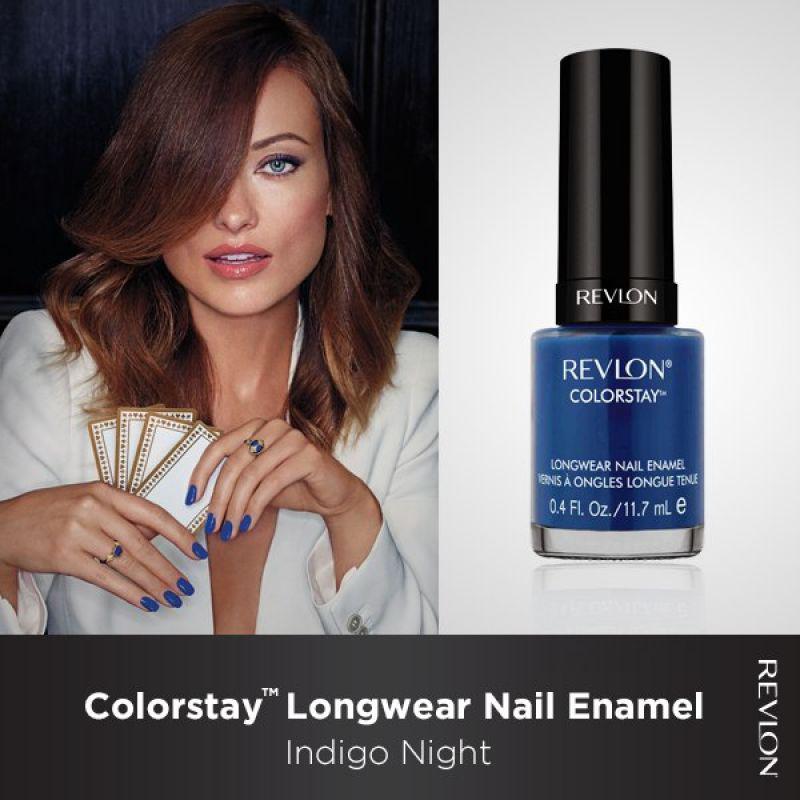 REVLON
REVLON®
COLORSTAY™
LONGWEAR NAIL ENAMEL
VERNIS À ONGLES LONGUE TENUE
0.4 Fl. Oz./11.7 mL e
Colorstay™ Longwear Nail Enamel
Indigo Night
REVLON